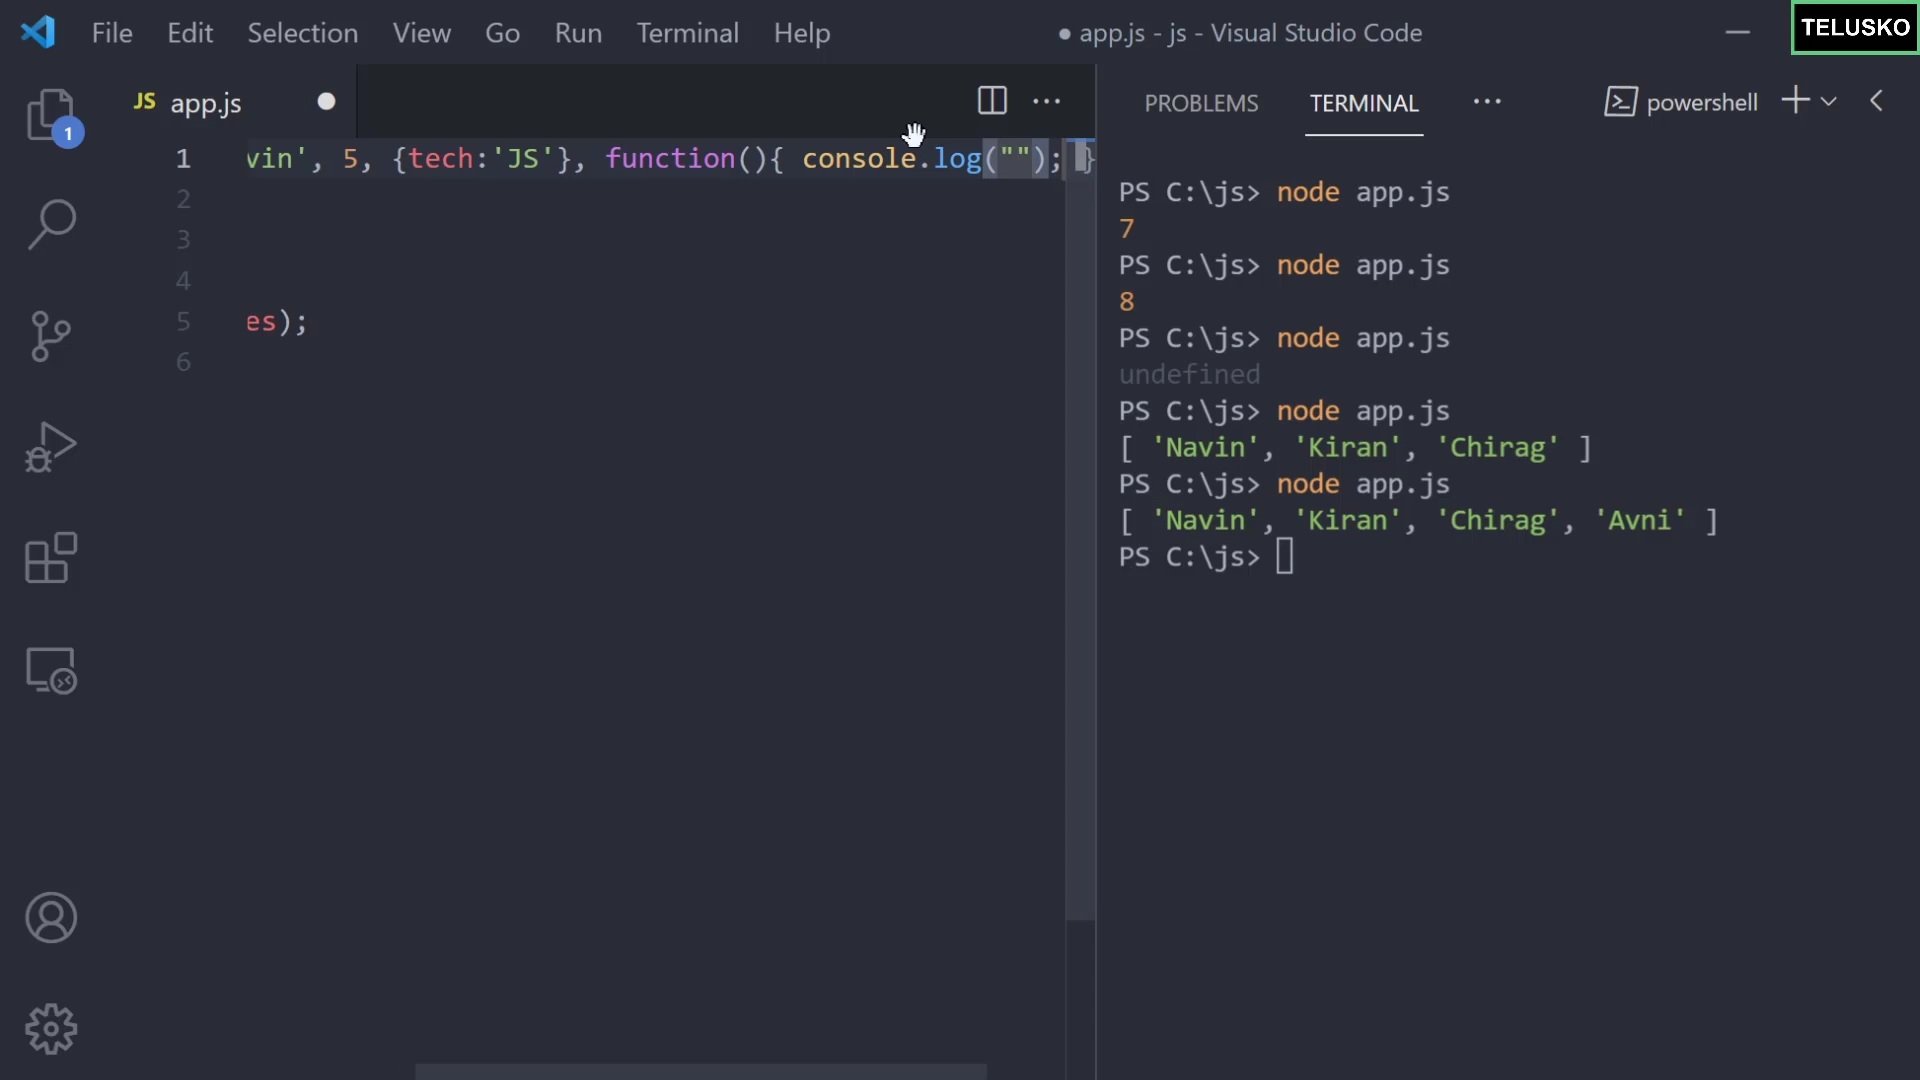 File Edit Selection View Go Run Terminal Help ● app.js - js - Visual Studio Code
TELUSKO
JS app.js
PROBLEMS TERMINAL ··· powershell
1
1 vin', 5, {tech:'JS'}, function(){ console.log(""); }
2
3
4
5 es);
6
PS C:\js> node app.js
7
PS C:\js> node app.js
8
PS C:\js> node app.js
undefined
PS C:\js> node app.js
[ 'Navin', 'Kiran', 'Chirag' ]
PS C:\js> node app.js
[ 'Navin', 'Kiran', 'Chirag', 'Avni' ]
PS C:\js>